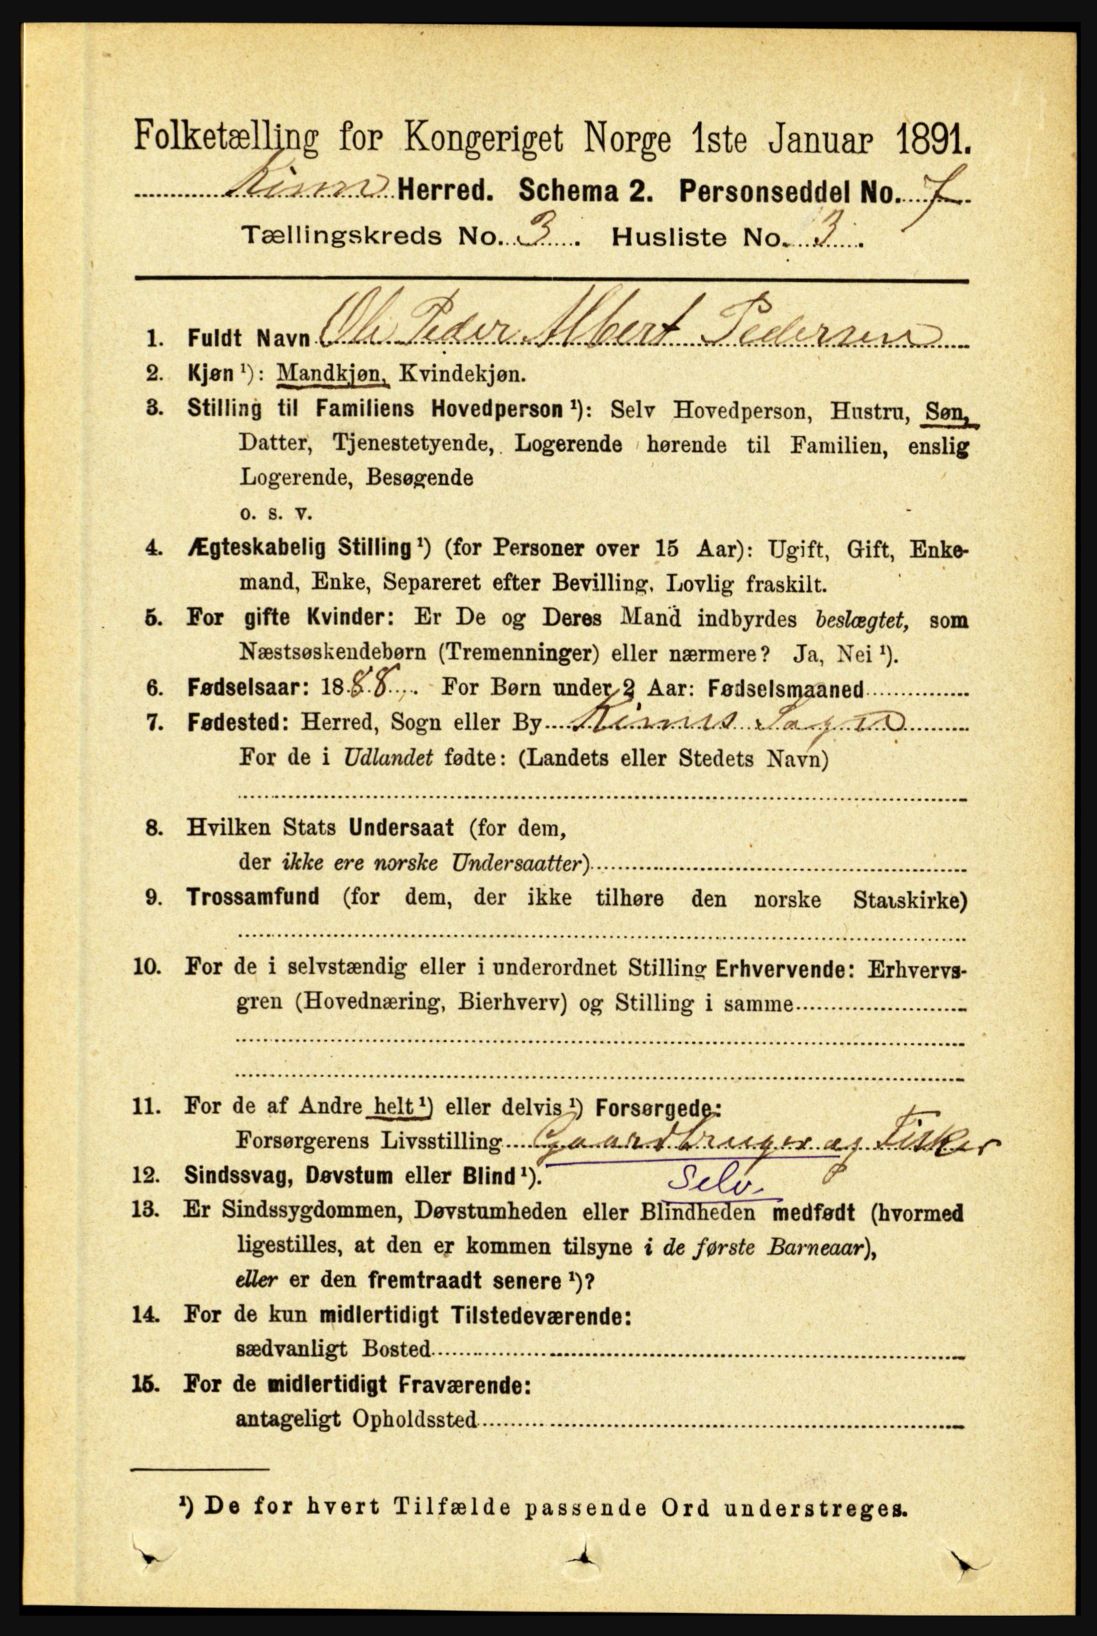 Folketælling for Kongeriget Norge 1ste Januar 1891.
Kinn Herred. Schema 2. Personseddel No. 7
Tællingskreds No. 3. Husliste No. 3.
1. Fuldt Navn Ole Peder Albert Pedersen
2. Kjøn ¹): Mandkjøn, Kvindekjøn.
3. Stilling til Familiens Hovedperson ¹): Selv Hovedperson, Hustru, Søn,
Datter, Tjenestetyende, Logerende hørende til Familien, enslig
Logerende, Besøgende
o. s. v.
4. Ægteskabelig Stilling ¹) (for Personer over 15 Aar): Ugift, Gift, Enke-
mand, Enke, Separeret efter Bevilling, Lovlig fraskilt.
5. For gifte Kvinder: Er De og Deres Mand indbyrdes beslægtet, som
Næstsøskendebørn (Tremenninger) eller nærmere? Ja, Nei ¹).
6. Fødselsaar: 1888. For Børn under 2 Aar: Fødselsmaaned
7. Fødested: Herred, Sogn eller By Kinns Sogn
For de i Udlandet fødte: (Landets eller Stedets Navn)
8. Hvilken Stats Undersaat (for dem,
der ikke ere norske Undersaatter)
9. Trossamfund (for dem, der ikke tilhøre den norske Statskirke)
10. For de i selvstændig eller i underordnet Stilling Erhvervende: Erhvervs-
gren (Hovednæring, Bierhverv) og Stilling i samme
11. For de af Andre helt ¹) eller delvis ¹) Forsørgede:
Forsørgerens Livsstilling Gaardbruger og Fisker
12. Sindssvag, Døvstum eller Blind ¹). Selv.
13. Er Sindssygdommen, Døvstumheden eller Blindheden medfødt (hvormed
ligestilles, at den er kommen tilsyne i de første Barneaar),
eller er den fremtraadt senere ¹)?
14. For de kun midlertidigt Tilstedeværende:
sædvanligt Bosted
15. For de midlertidigt Fraværende:
antageligt Opholdssted
¹) De for hvert Tilfælde passende Ord understreges.